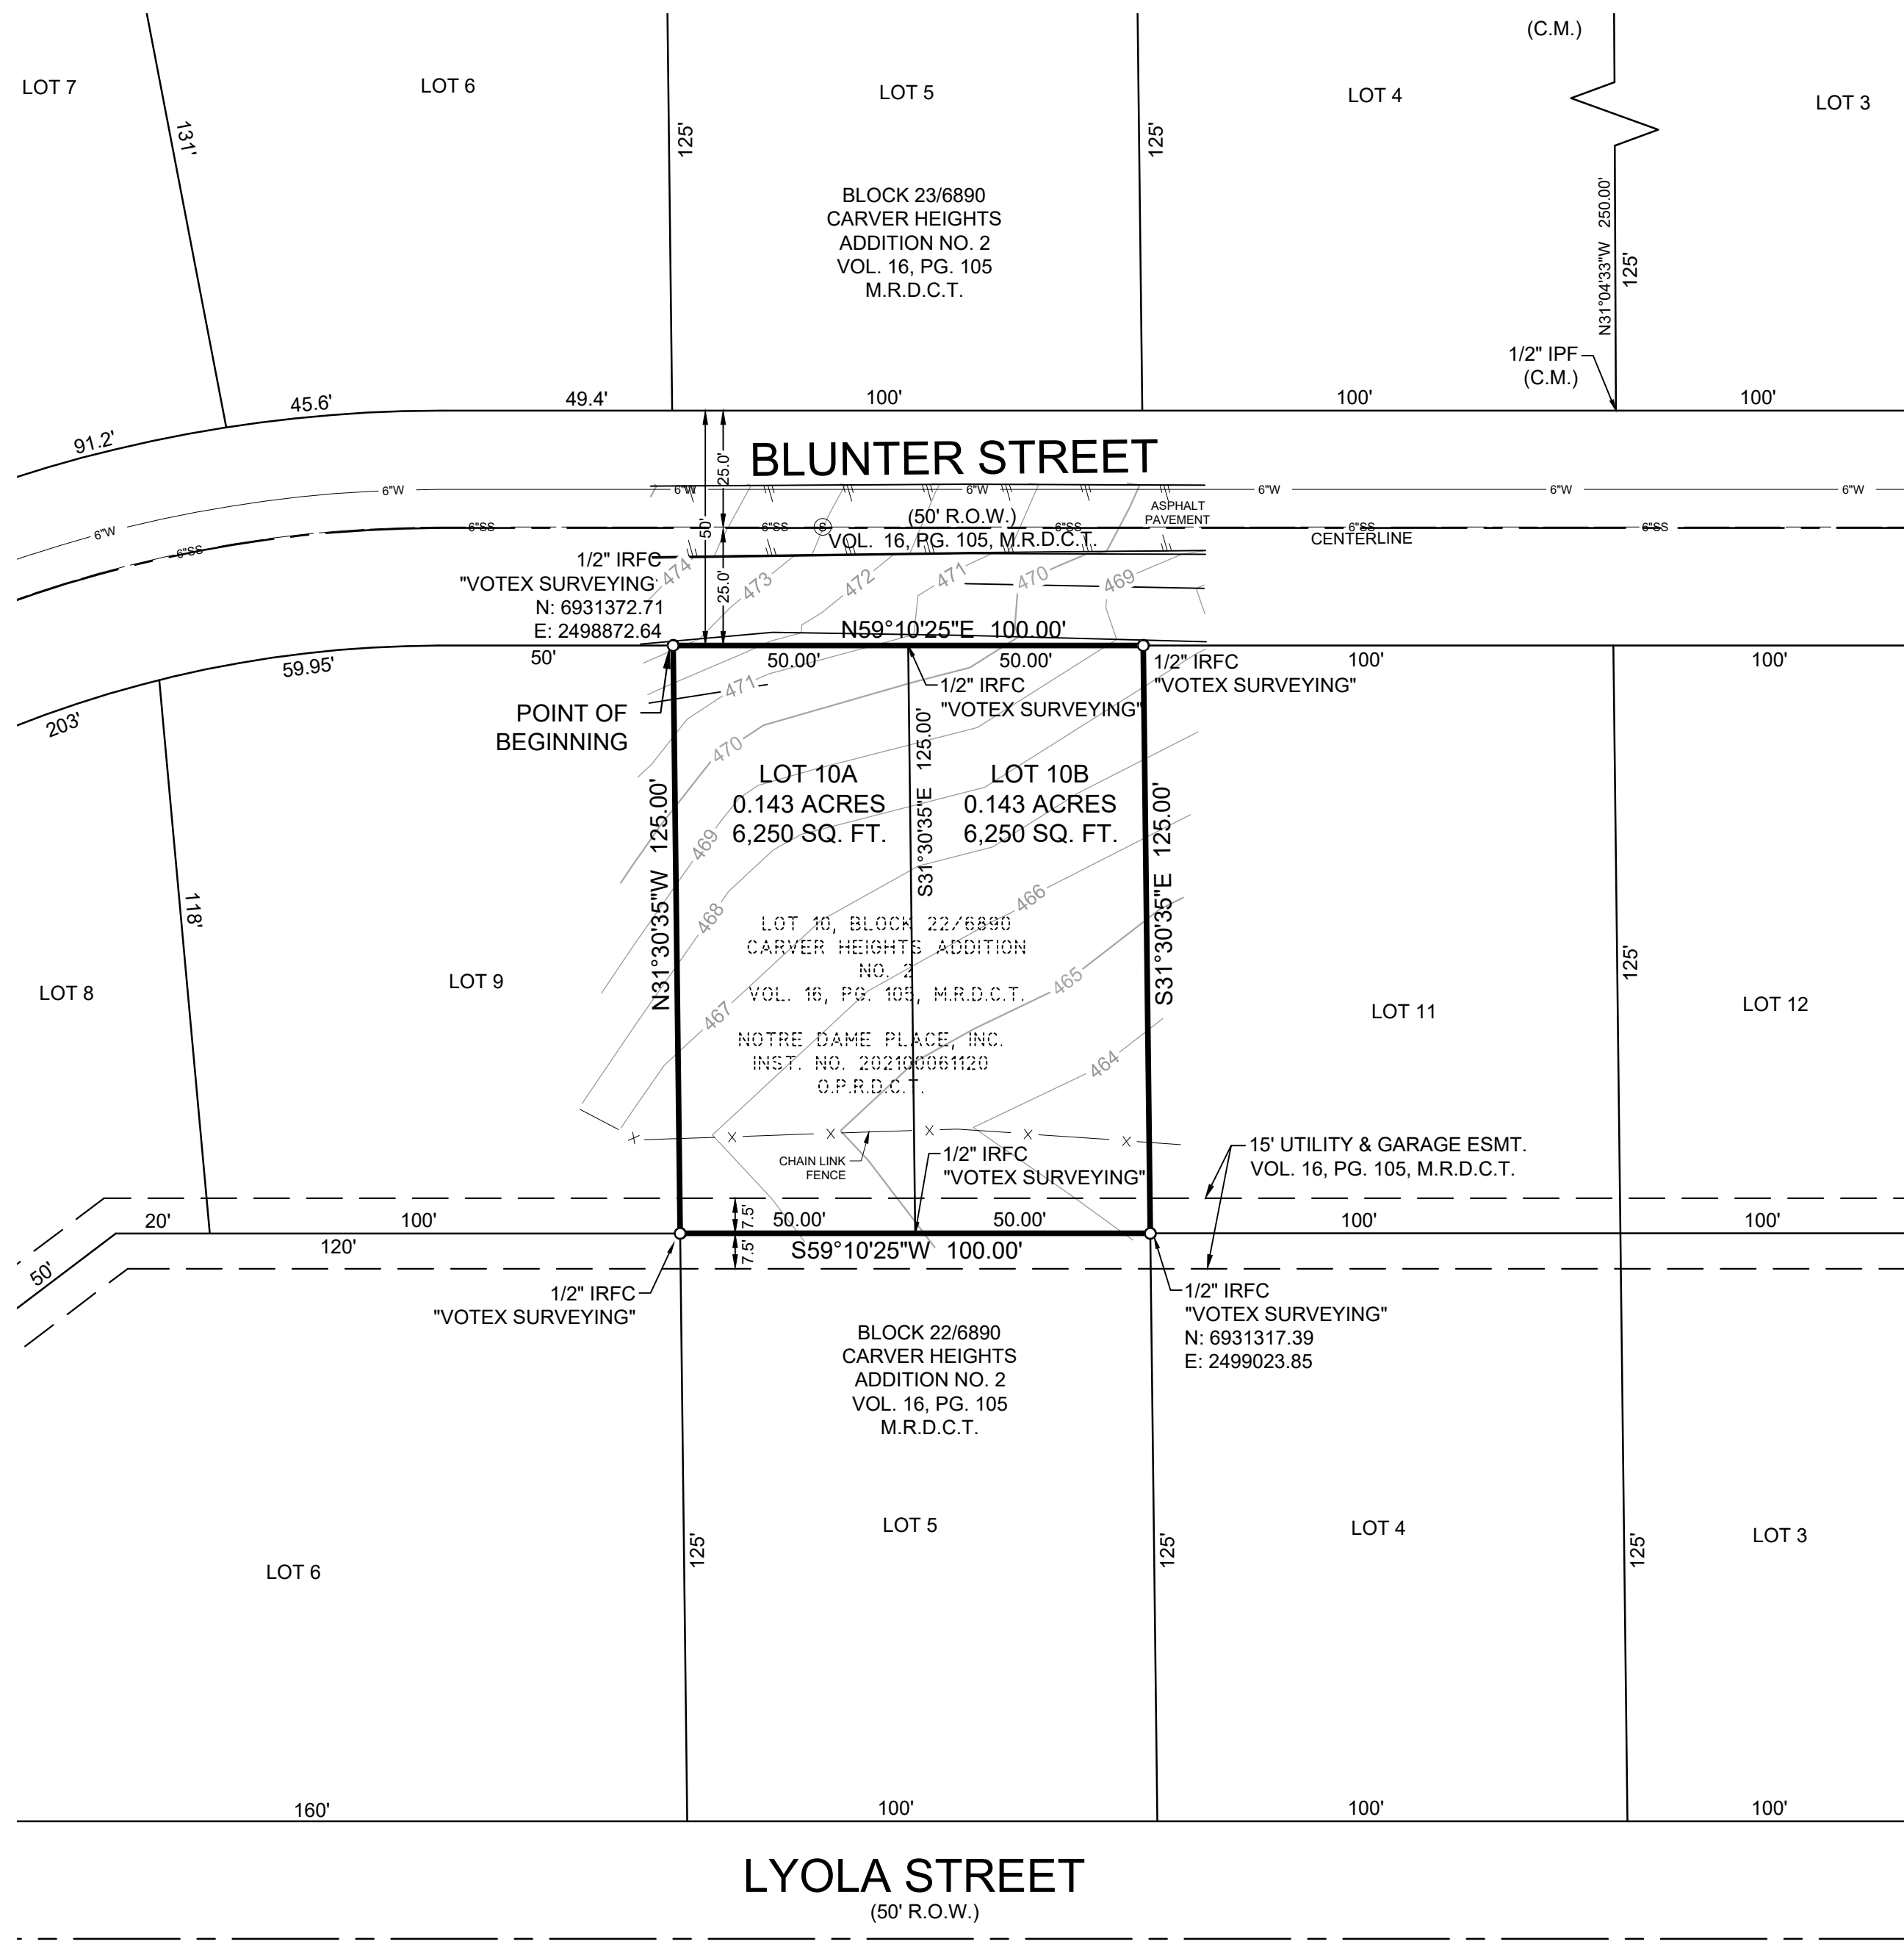 (C.M.)
LOT 7
LOT 6
LOT 5
LOT 4
LOT 3
131'
125'
125'
BLOCK 23/6890
CARVER HEIGHTS
ADDITION NO. 2
VOL. 16, PG. 105
M.R.D.C.T.
N31°04'33"W 250.00'
125'
1/2" IPF
(C.M.)
91.2'
45.6'
49.4'
100'
100'
100'
BLUNTER STREET
25.0'
50'
25.0'
6"W
6"W
6"W
6"W
6"W
6"W
6"W
(50' R.O.W.)
VOL. 16, PG. 105, M.R.D.C.T.
ASPHALT
PAVEMENT
6"SS
6"SS
6"SS
S
6"SS
6"SS
6"SS
CENTERLINE
1/2" IRFC
"VOTEX SURVEYING"
N: 6931372.71
E: 2498872.64
474
473
472
471
470
469
N59°10'25"E 100.00'
203'
59.95'
50'
50.00'
50.00'
100'
100'
1/2" IRFC
"VOTEX SURVEYING"
1/2" IRFC
"VOTEX SURVEYING"
POINT OF
BEGINNING
471
470
469
468
467
466
465
464
LOT 10A
0.143 ACRES
6,250 SQ. FT.
LOT 10B
0.143 ACRES
6,250 SQ. FT.
N31°30'35"W 125.00'
S31°30'35"E 125.00'
S31°30'35"E 125.00'
118'
125'
LOT 8
LOT 9
LOT 10, BLOCK 22/6890
CARVER HEIGHTS ADDITION
NO. 2
VOL. 16, PG. 105, M.R.D.C.T.
NOTRE DAME PLACE, INC.
INST. NO. 202100061120
O.P.R.D.C.T.
LOT 11
LOT 12
CHAIN LINK
FENCE
1/2" IRFC
"VOTEX SURVEYING"
15' UTILITY & GARAGE ESMT.
VOL. 16, PG. 105, M.R.D.C.T.
20'
100'
120'
50'
7.5'
7.5'
50.00'
50.00'
100'
100'
S59°10'25"W 100.00'
1/2" IRFC
"VOTEX SURVEYING"
1/2" IRFC
"VOTEX SURVEYING"
N: 6931317.39
E: 2499023.85
BLOCK 22/6890
CARVER HEIGHTS
ADDITION NO. 2
VOL. 16, PG. 105
M.R.D.C.T.
LOT 6
LOT 5
LOT 4
LOT 3
125'
125'
125'
160'
100'
100'
100'
LYOLA STREET
(50' R.O.W.)